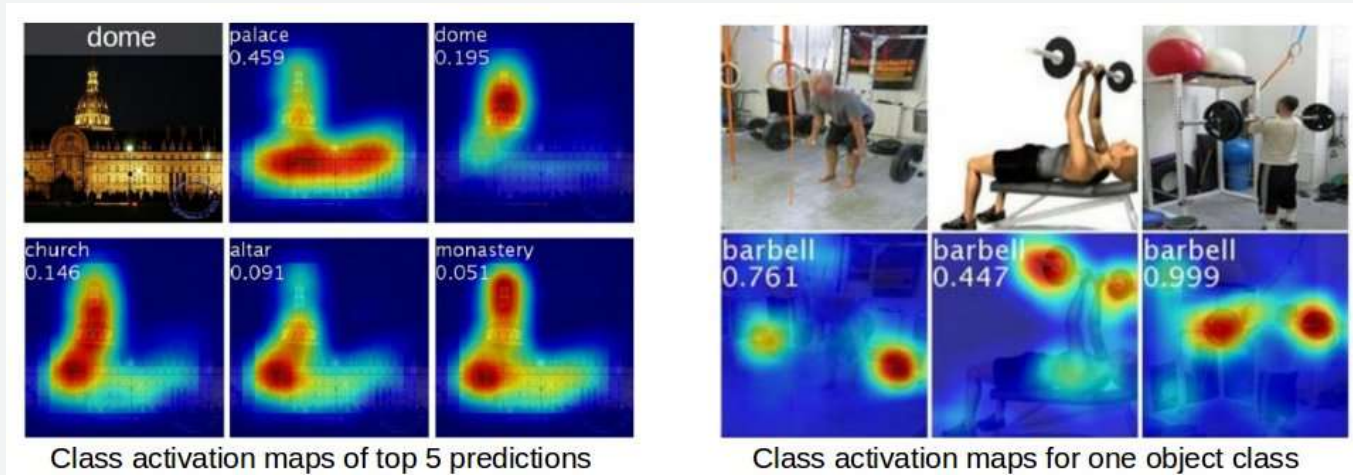 dome
palace
0.459
dome
0.195
church
0.146
altar
0.091
monastery
0.051
Class activation maps of top 5 predictions
barbell
0.761
barbell
0.447
barbell
0.999
Class activation maps for one object class